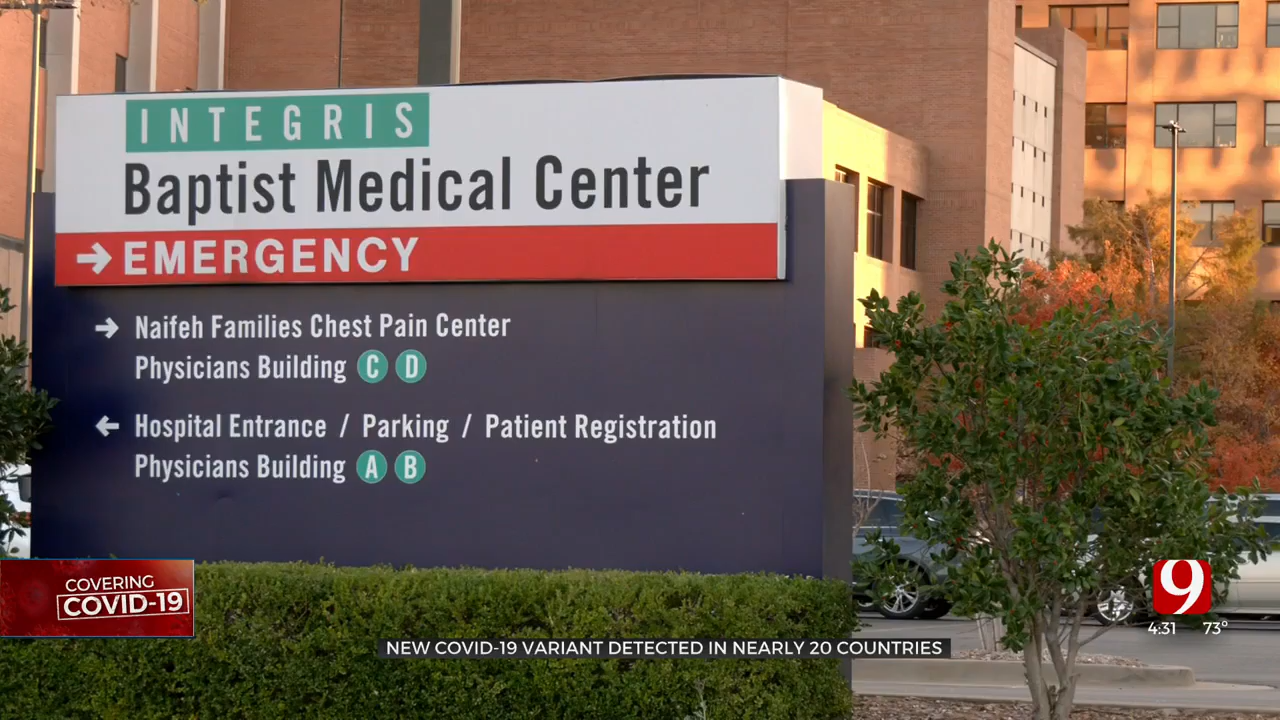 INTEGRIS
Baptist Medical Center
→ EMERGENCY
→ Naifeh Families Chest Pain Center
Physicians Building C D
← Hospital Entrance / Parking / Patient Registration
Physicians Building A B
COVERING
COVID-19
9
NEW COVID-19 VARIANT DETECTED IN NEARLY 20 COUNTRIES
4:31 73°